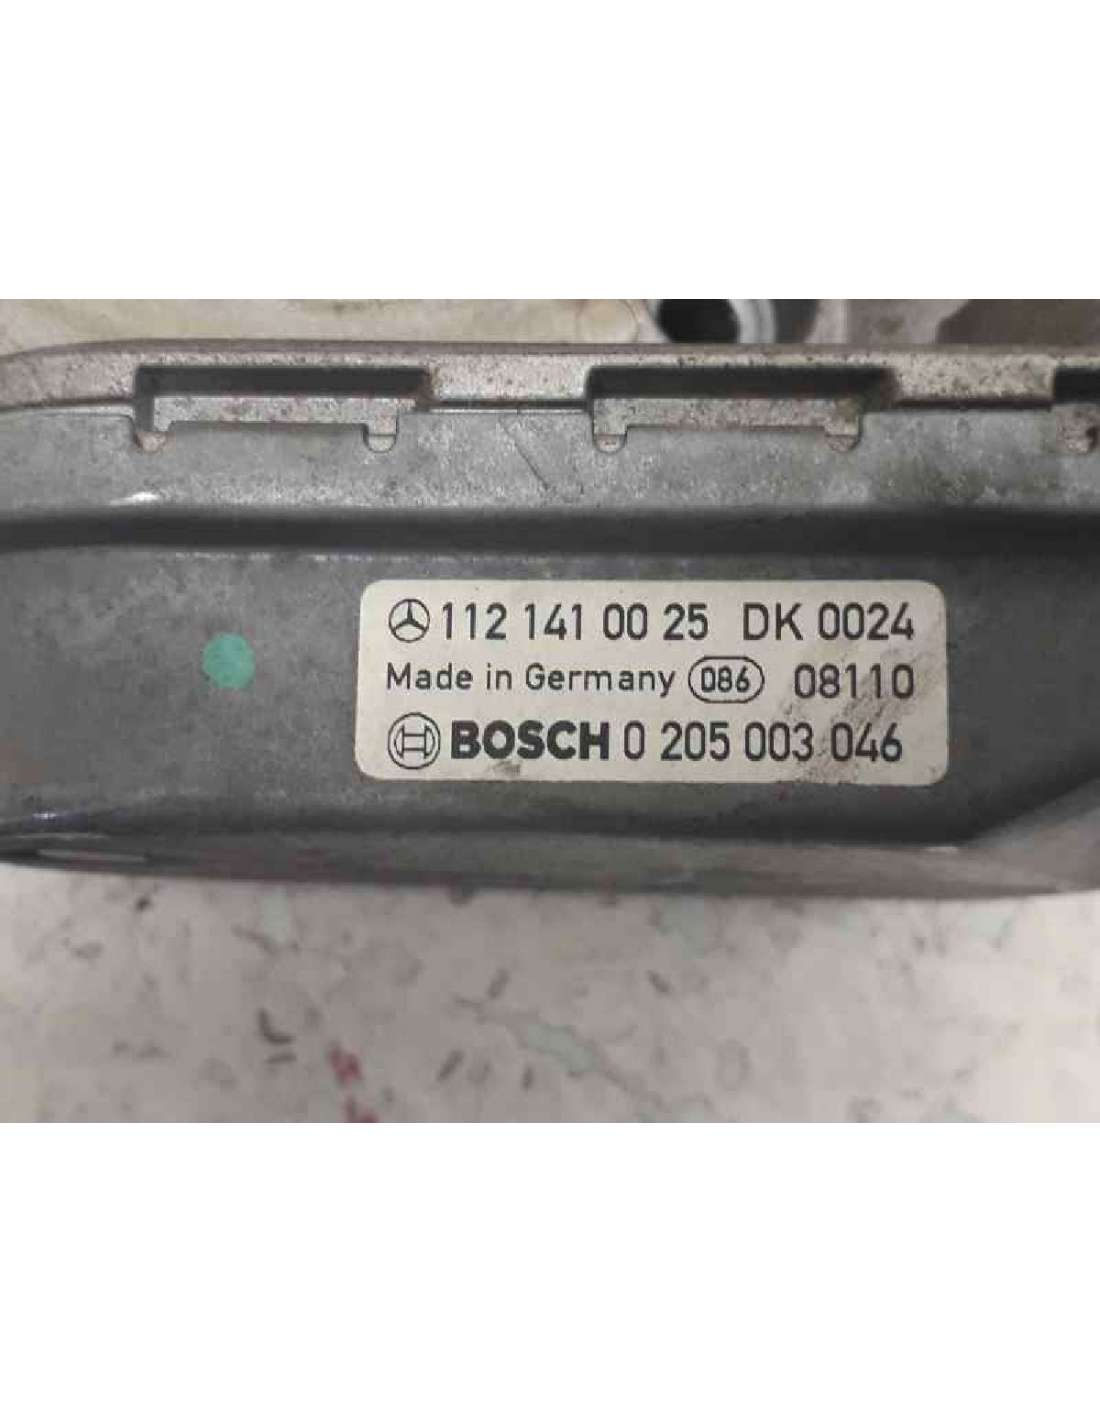 112 141 00 25 DK 0024
Made in Germany 086 08110
BOSCH 0 205 003 046